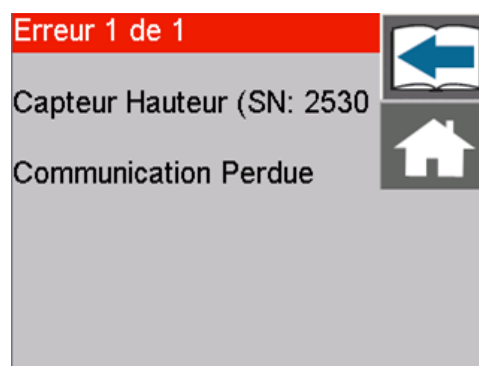 Erreur 1 de 1
Capteur Hauteur (SN: 2530
Communication Perdue